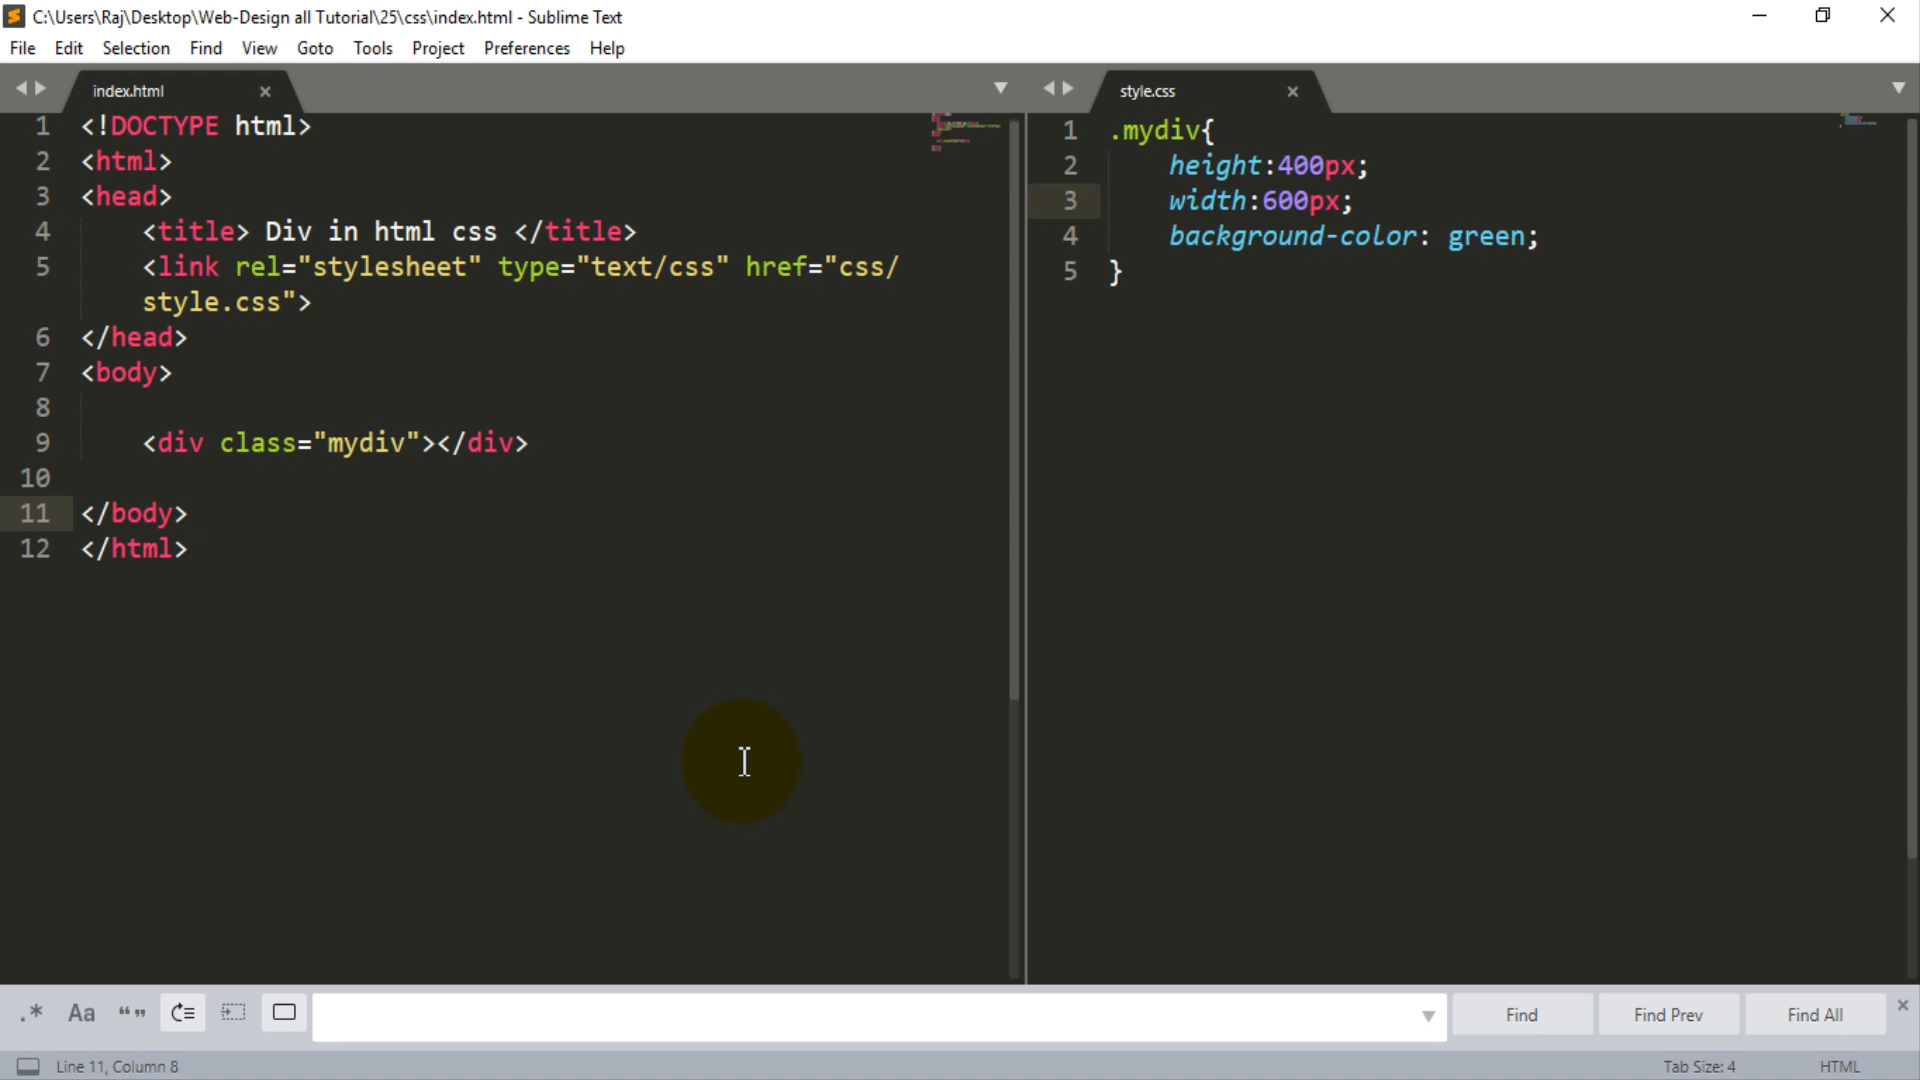 C:\Users\Raj\Desktop\Web-Design all Tutorial\25\css\index.html - Sublime Text
File Edit Selection Find View Goto Tools Project Preferences Help
index.html
1 <!DOCTYPE html>
2 <html>
3 <head>
4 <title> Div in html css </title>
5 <link rel="stylesheet" type="text/css" href="css/
style.css">
6 </head>
7 <body>
8
9 <div class="mydiv"></div>
10
11 </body>
12 </html>
style.css
1 .mydiv{
2 height:400px;
3 width:600px;
4 background-color: green;
5 }
.* Aa “ ” Find Find Prev Find All
Line 11, Column 8 Tab Size: 4 HTML